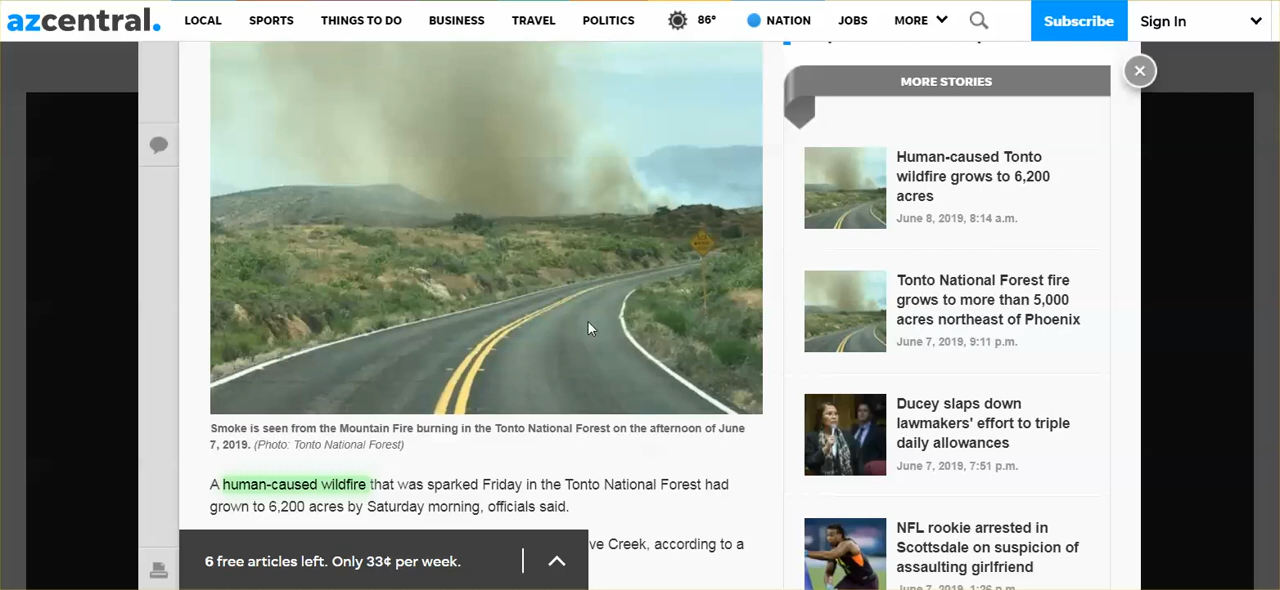 azcentral.
LOCAL SPORTS THINGS TO DO BUSINESS TRAVEL POLITICS 86° NATION JOBS MORE Subscribe Sign In
MORE STORIES
Human-caused Tonto
wildfire grows to 6,200
acres
June 8, 2019, 8:14 a.m.
Tonto National Forest fire
grows to more than 5,000
acres northeast of Phoenix
June 7, 2019, 9:11 p.m.
Ducey slaps down
lawmakers' effort to triple
daily allowances
June 7, 2019, 7:51 p.m.
NFL rookie arrested in
Scottsdale on suspicion of
assaulting girlfriend
June 7, 2019, 1:26 p.m.
Smoke is seen from the Mountain Fire burning in the Tonto National Forest on the afternoon of June
7, 2019. (Photo: Tonto National Forest)
A human-caused wildfire that was sparked Friday in the Tonto National Forest had
grown to 6,200 acres by Saturday morning, officials said.
ve Creek, according to a
6 free articles left. Only 33¢ per week.